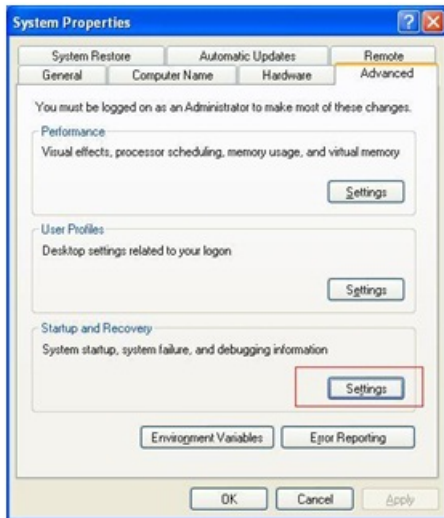 System Properties
System Restore Automatic Updates Remote
General Computer Name Hardware Advanced
You must be logged on as an Administrator to make most of these changes.
Performance
Visual effects, processor scheduling, memory usage, and virtual memory
Settings
User Profiles
Desktop settings related to your logon
Settings
Startup and Recovery
System startup, system failure, and debugging information
Settings
Environment Variables Error Reporting
OK Cancel Apply